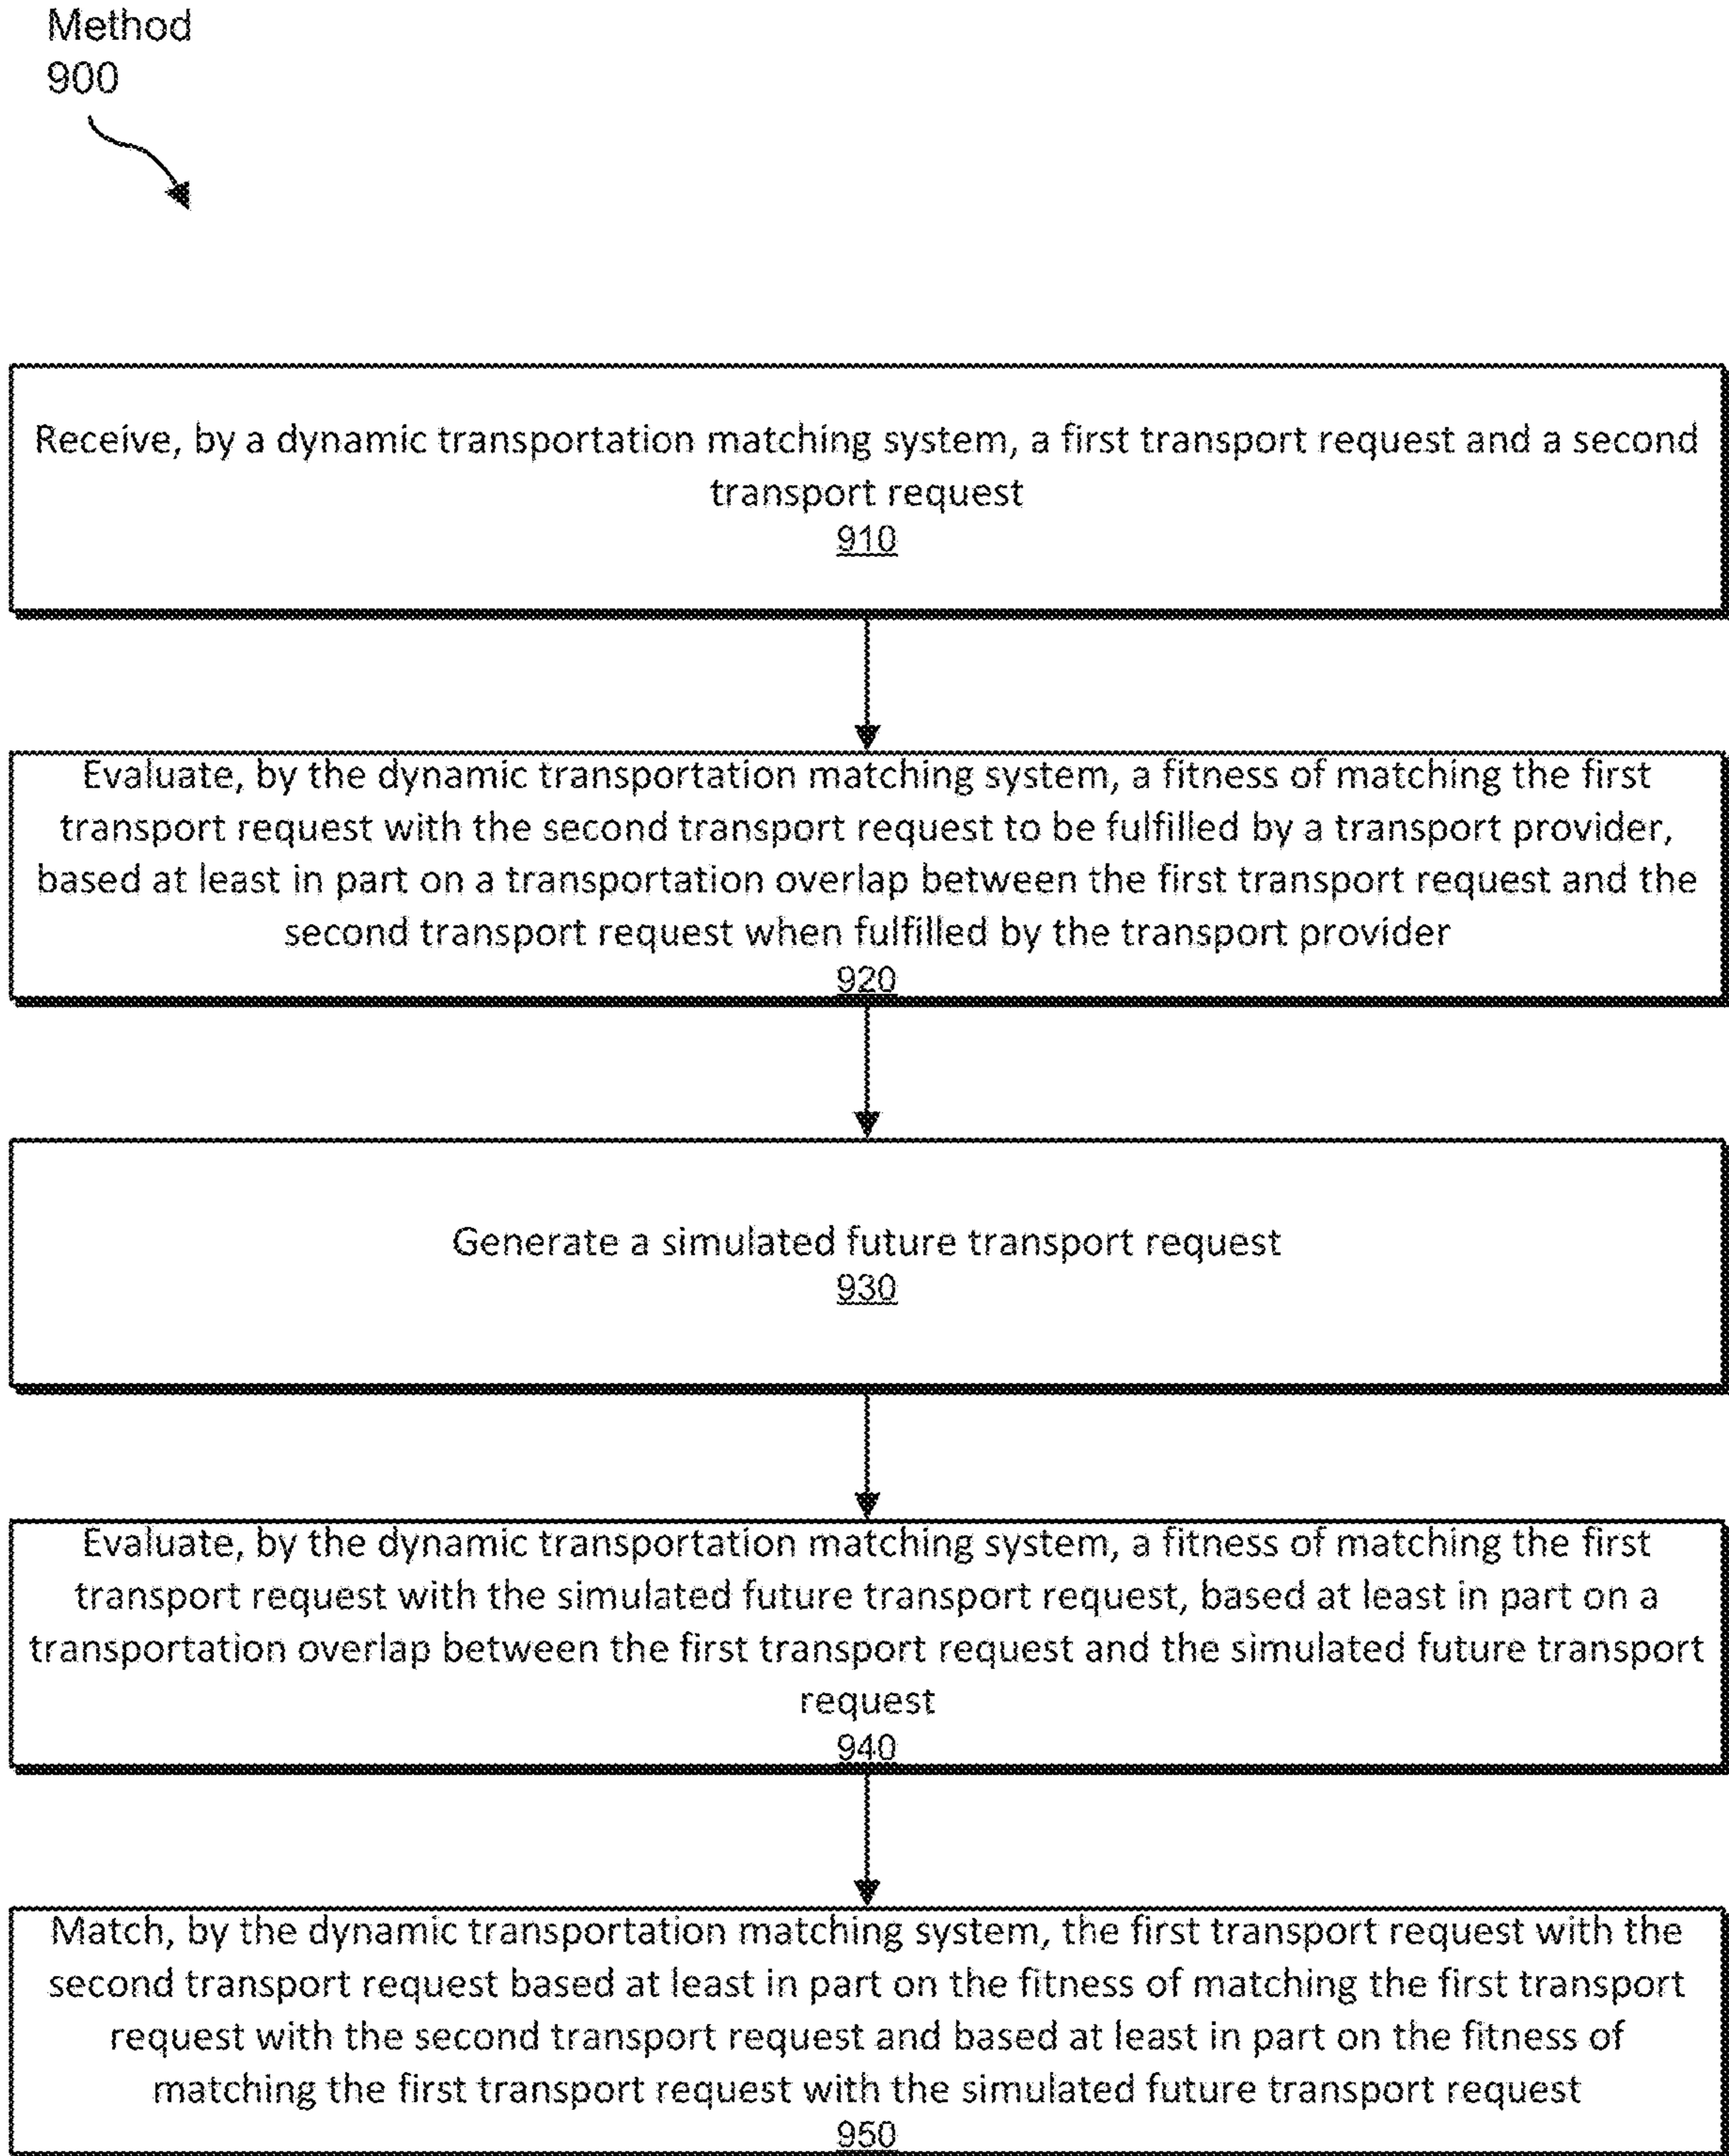 Method
900
Receive, by a dynamic transportation matching system, a first transport request and a second
transport request
910
Evaluate, by the dynamic transportation matching system, a fitness of matching the first
transport request with the second transport request to be fulfilled by a transport provider,
based at least in part on a transportation overlap between the first transport request and the
second transport request when fulfilled by the transport provider
920
Generate a simulated future transport request
930
Evaluate, by the dynamic transportation matching system, a fitness of matching the first
transport request with the simulated future transport request, based at least in part on a
transportation overlap between the first transport request and the simulated future transport
request
940
Match, by the dynamic transportation matching system, the first transport request with the
second transport request based at least in part on the fitness of matching the first transport
request with the second transport request and based at least in part on the fitness of
matching the first transport request with the simulated future transport request
950